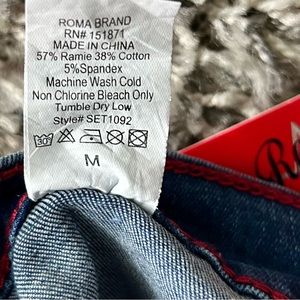 ROMA BRAND
RN# 151871
MADE IN CHINA
57% Ramie 38% Cotton
5%Spandex
Machine Wash Cold
Non Chlorine Bleach Only
Tumble Dry Low
Style# SET1092
M